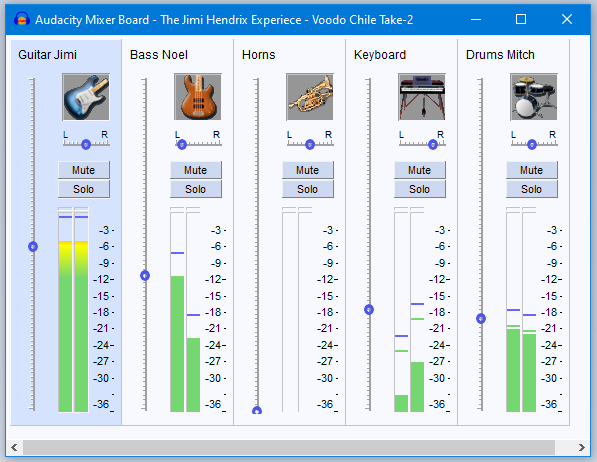 Audacity Mixer Board - The Jimi Hendrix Experiece - Voodo Chile Take-2
Guitar Jimi
L R
Mute
Solo
-3
-6
-9
-12
-15
-18
-21
-24
-27
-30
-36
Bass Noel
L R
Mute
Solo
-3
-6
-9
-12
-15
-18
-21
-24
-27
-30
-36
Horns
L R
Mute
Solo
-3
-6
-9
-12
-15
-18
-21
-24
-27
-30
-36
Keyboard
L R
Mute
Solo
-3
-6
-9
-12
-15
-18
-21
-24
-27
-30
-36
Drums Mitch
L R
Mute
Solo
-3
-6
-9
-12
-15
-18
-21
-24
-27
-30
-36